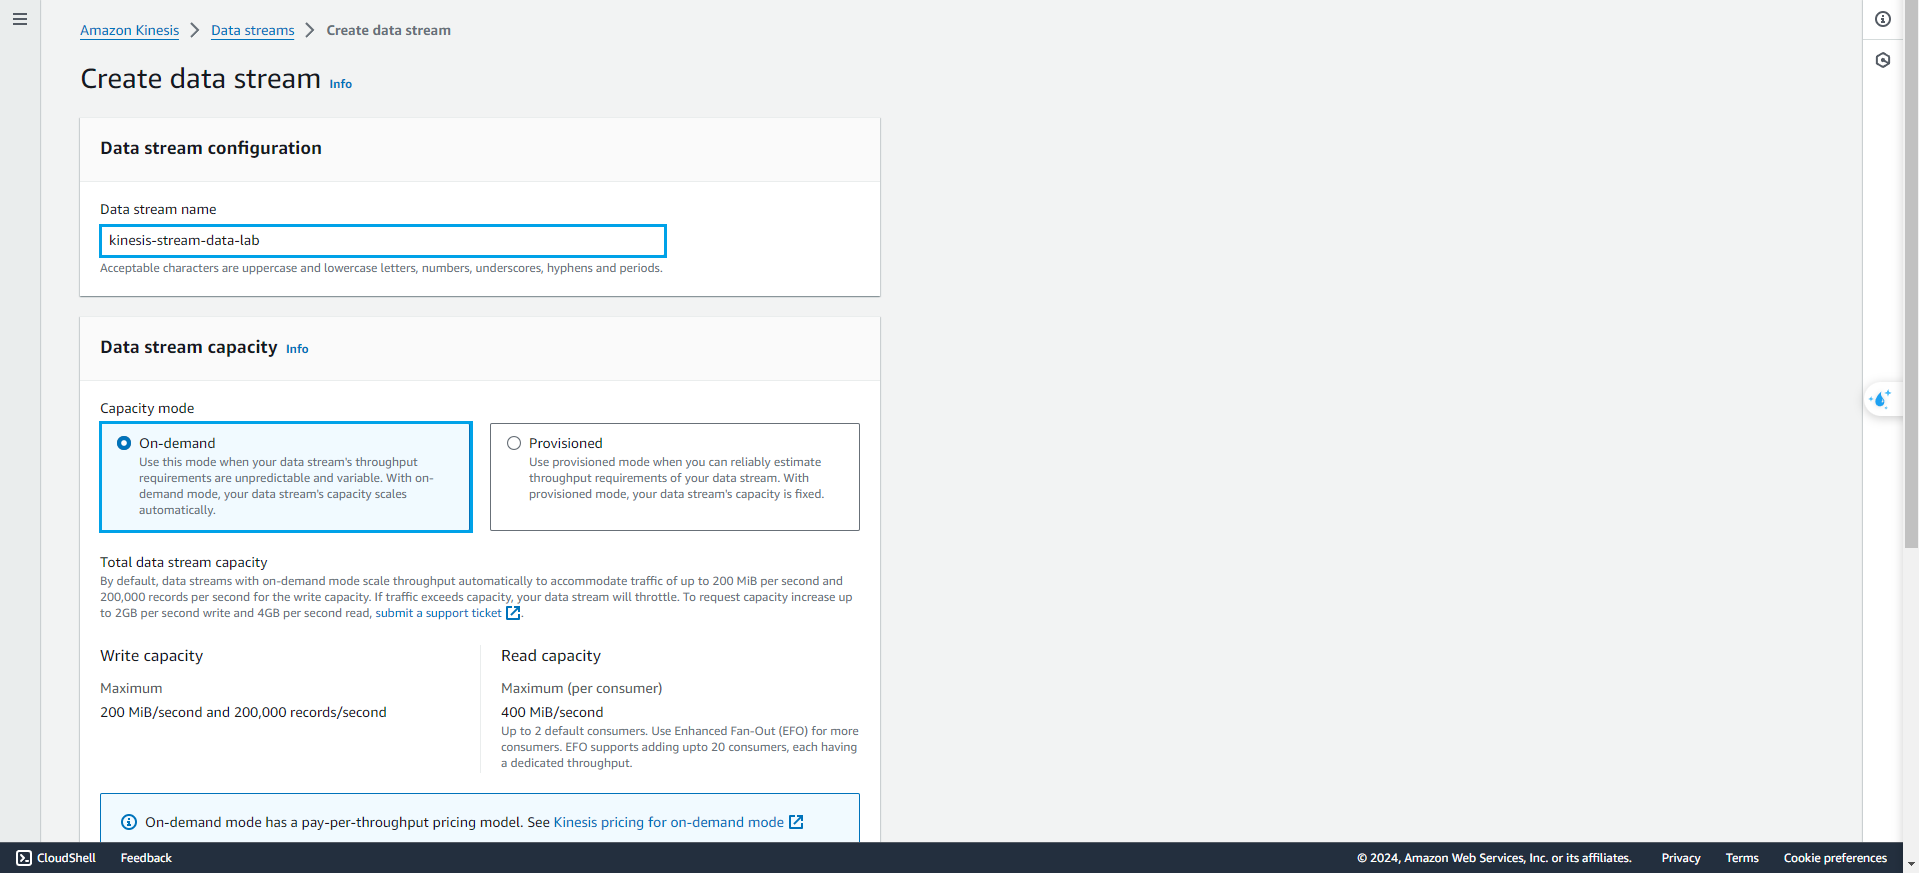 Amazon Kinesis > Data streams > Create data stream
Create data stream Info
Data stream configuration
Data stream name
kinesis-stream-data-lab
Acceptable characters are uppercase and lowercase letters, numbers, underscores, hyphens and periods.
Data stream capacity Info
Capacity mode
On-demand
Use this mode when your data stream's throughput
requirements are unpredictable and variable. With on-
demand mode, your data stream's capacity scales
automatically.
Provisioned
Use provisioned mode when you can reliably estimate
throughput requirements of your data stream. With
provisioned mode, your data stream's capacity is fixed.
Total data stream capacity
By default, data streams with on-demand mode scale throughput automatically to accommodate traffic of up to 200 MiB per second and
200,000 records per second for the write capacity. If traffic exceeds capacity, your data stream will throttle. To request capacity increase up
to 2GB per second write and 4GB per second read, submit a support ticket.
Write capacity
Maximum
200 MiB/second and 200,000 records/second
Read capacity
Maximum (per consumer)
400 MiB/second
Up to 2 default consumers. Use Enhanced Fan-Out (EFO) for more
consumers. EFO supports adding upto 20 consumers, each having
a dedicated throughput.
On-demand mode has a pay-per-throughput pricing model. See Kinesis pricing for on-demand mode
CloudShell Feedback © 2024, Amazon Web Services, Inc. or its affiliates. Privacy Terms Cookie preferences